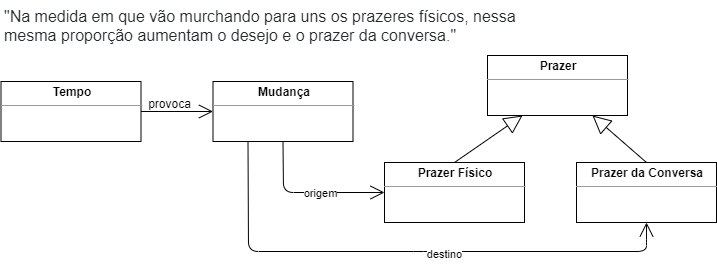 "Na medida em que vão murchando para uns os prazeres físicos, nessa
mesma proporção aumentam o desejo e o prazer da conversa."
Prazer
Tempo
provoca
Mudança
Prazer Físico
Prazer da Conversa
origem
destino